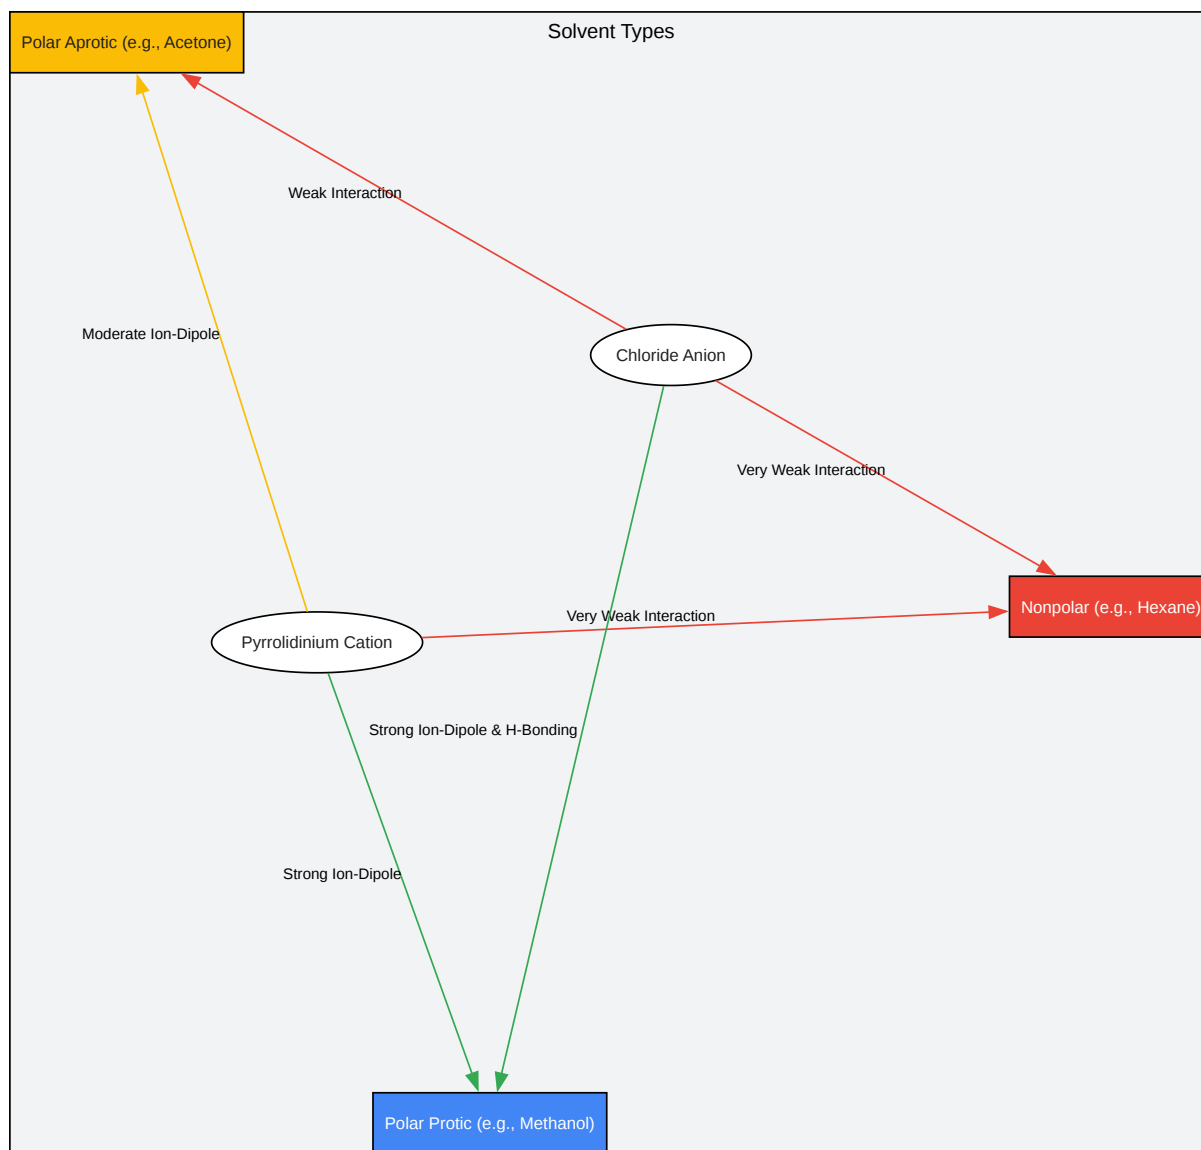 Solvent Types
Polar Aprotic (e.g., Acetone)
Weak Interaction
Moderate Ion-Dipole
Chloride Anion
Very Weak Interaction
Nonpolar (e.g., Hexane)
Very Weak Interaction
Pyrrolidinium Cation
Strong Ion-Dipole & H-Bonding
Strong Ion-Dipole
Polar Protic (e.g., Methanol)